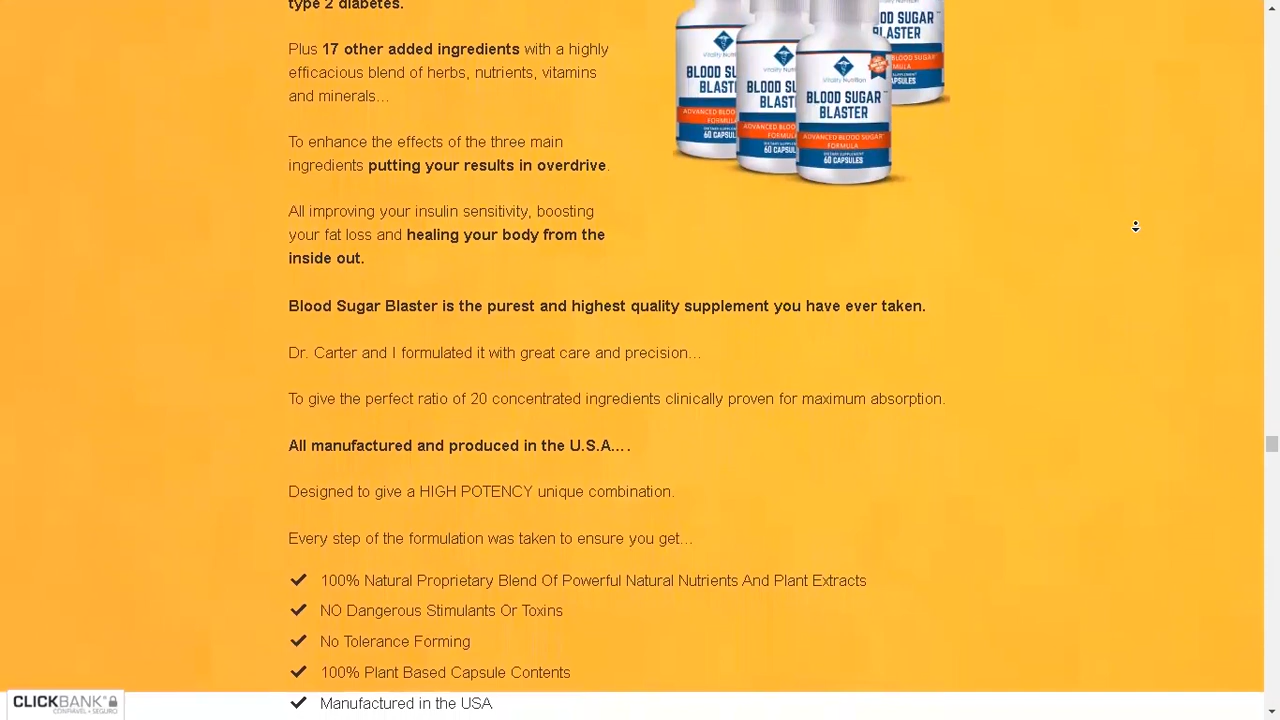 type 2 diabetes.
Plus 17 other added ingredients with a highly
efficacious blend of herbs, nutrients, vitamins
and minerals...
To enhance the effects of the three main
ingredients putting your results in overdrive.
All improving your insulin sensitivity, boosting
your fat loss and healing your body from the
inside out.
Vitality Nutrition
BLOOD SUGAR
BLASTER
ADVANCED BLOOD SUGAR
FORMULA
DIETARY SUPPLEMENT
60 CAPSULES
Blood Sugar Blaster is the purest and highest quality supplement you have ever taken.
Dr. Carter and I formulated it with great care and precision...
To give the perfect ratio of 20 concentrated ingredients clinically proven for maximum absorption.
All manufactured and produced in the U.S.A....
Designed to give a HIGH POTENCY unique combination.
Every step of the formulation was taken to ensure you get...
100% Natural Proprietary Blend Of Powerful Natural Nutrients And Plant Extracts
NO Dangerous Stimulants Or Toxins
No Tolerance Forming
100% Plant Based Capsule Contents
Manufactured in the USA
CLICKBANK
CONFIÁVEL + SEGURO